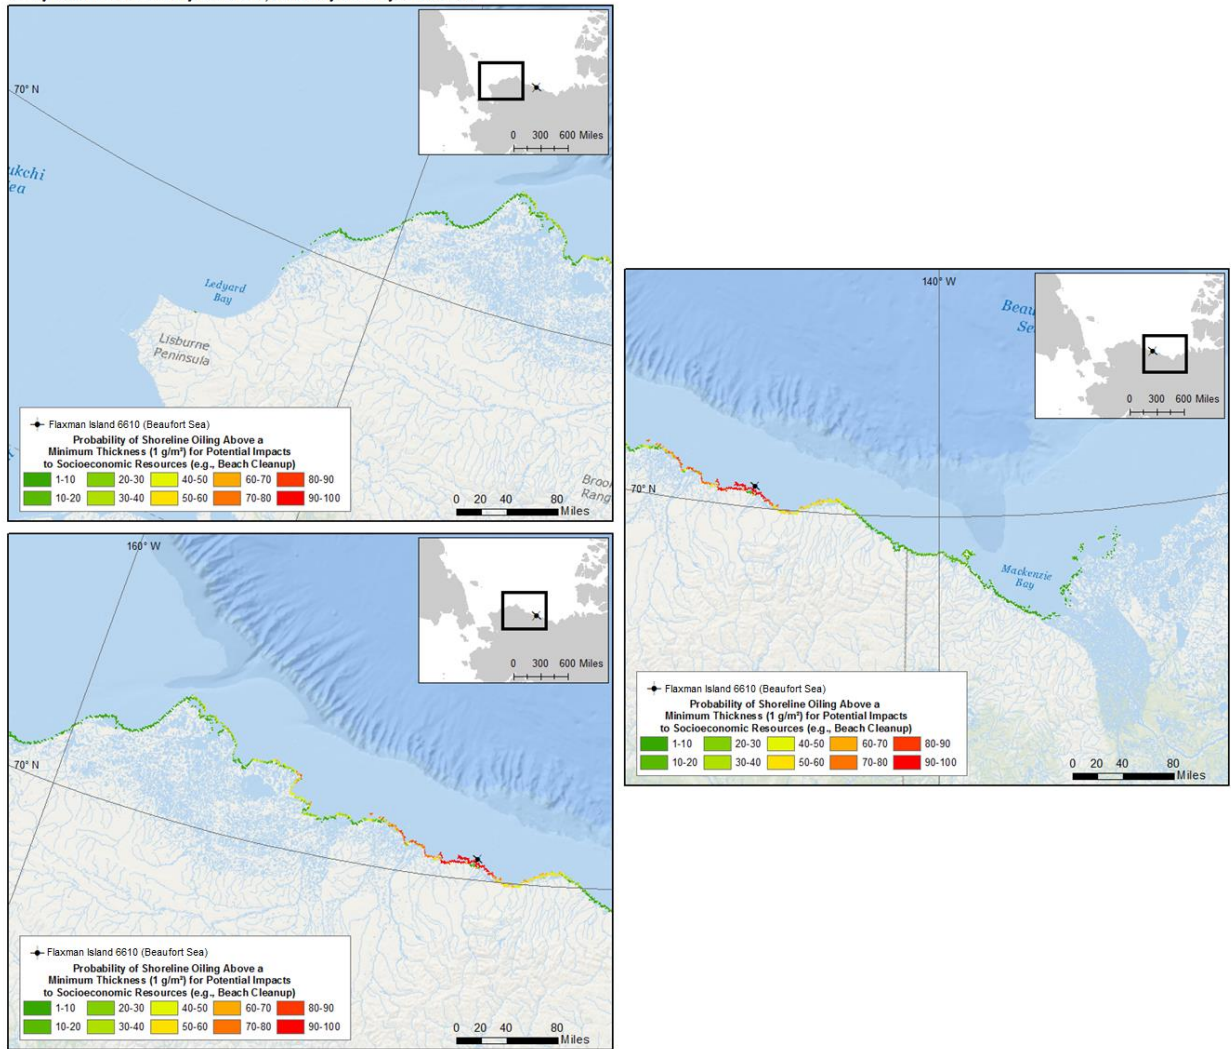 70° N
ukchi
ea
0 300 600 Miles
Ledyard
Bay
Lisburne
Peninsula
Broo
Rang
Flaxman Island 6610 (Beaufort Sea)
Probability of Shoreline Oiling Above a
Minimum Thickness (1 g/m²) for Potential Impacts
to Socioeconomic Resources (e.g., Beach Cleanup)
1-10 20-30 40-50 60-70 80-90
10-20 30-40 50-60 70-80 90-100
0 20 40 80
Miles
140° W
Beau
Se
0 300 600 Miles
70° N
Mackenzie
Bay
Flaxman Island 6610 (Beaufort Sea)
Probability of Shoreline Oiling Above a
Minimum Thickness (1 g/m²) for Potential Impacts
to Socioeconomic Resources (e.g., Beach Cleanup)
1-10 20-30 40-50 60-70 80-90
10-20 30-40 50-60 70-80 90-100
0 20 40 80
Miles
160° W
0 300 600 Miles
70° N
Flaxman Island 6610 (Beaufort Sea)
Probability of Shoreline Oiling Above a
Minimum Thickness (1 g/m²) for Potential Impacts
to Socioeconomic Resources (e.g., Beach Cleanup)
1-10 20-30 40-50 60-70 80-90
10-20 30-40 50-60 70-80 90-100
0 20 40 80
Miles